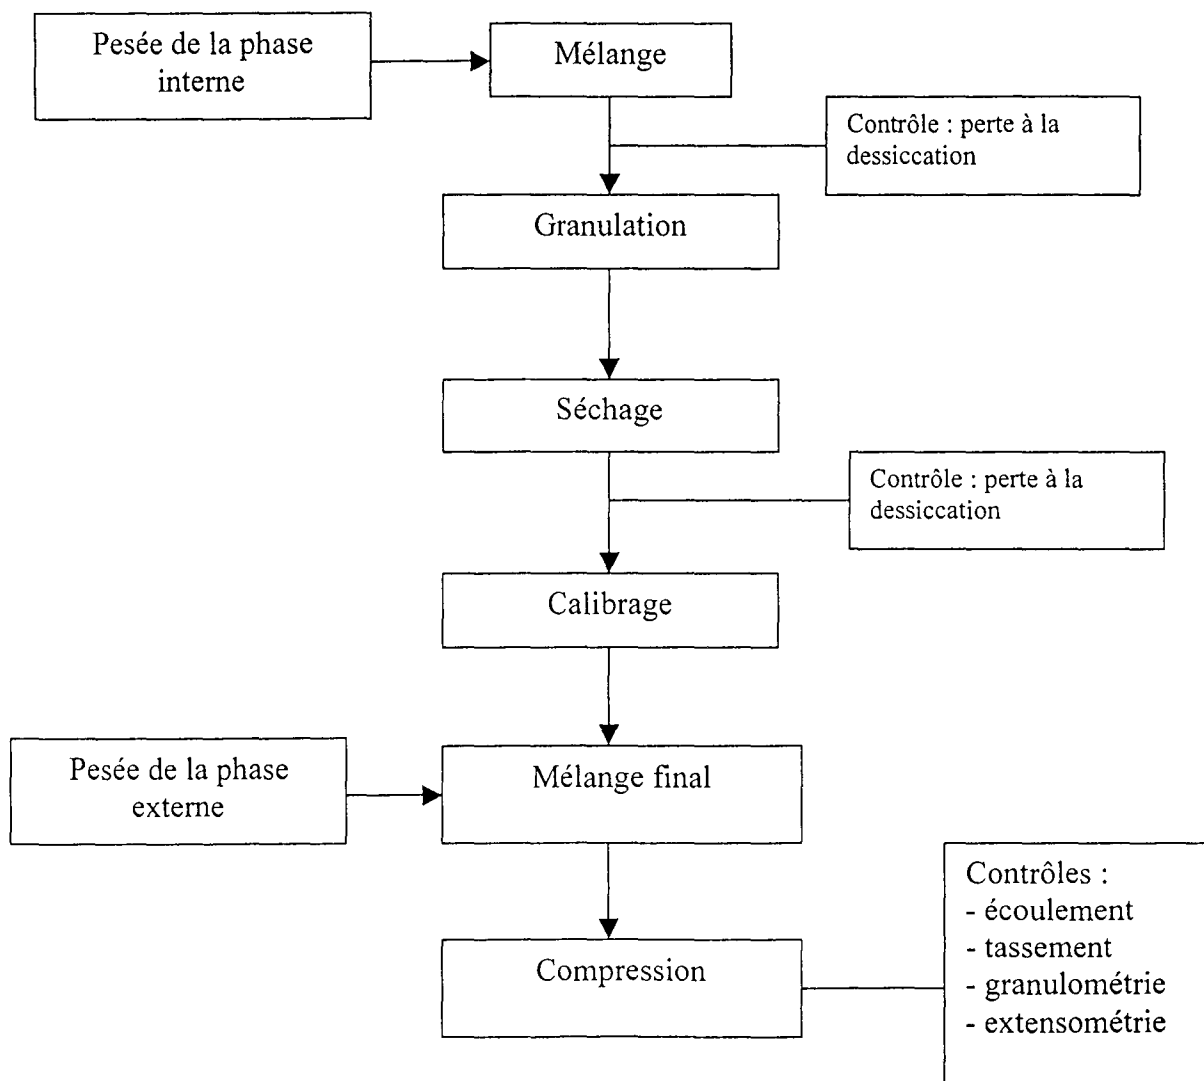 Pesée de la phase
interne
Mélange
Contrôle : perte à la
dessiccation
Granulation
Séchage
Contrôle : perte à la
dessiccation
Calibrage
Pesée de la phase
externe
Mélange final
Compression
Contrôles :
- écoulement
- tassement
- granulométrie
- extensométrie